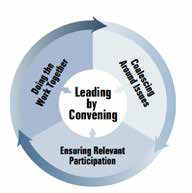 Doing the
Work Together
Coalescing
Around Issues
Leading
by
Convening
Ensuring Relevant
Participation